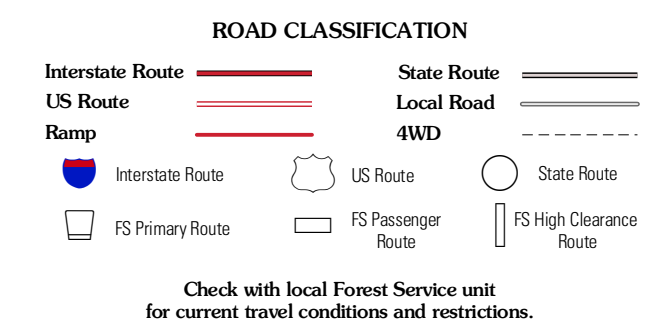 ROAD CLASSIFICATION
Interstate Route
State Route
US Route
Local Road
Ramp
4WD
Interstate Route
US Route
State Route
FS Primary Route
FS Passenger
Route
FS High Clearance
Route
Check with local Forest Service unit
for current travel conditions and restrictions.